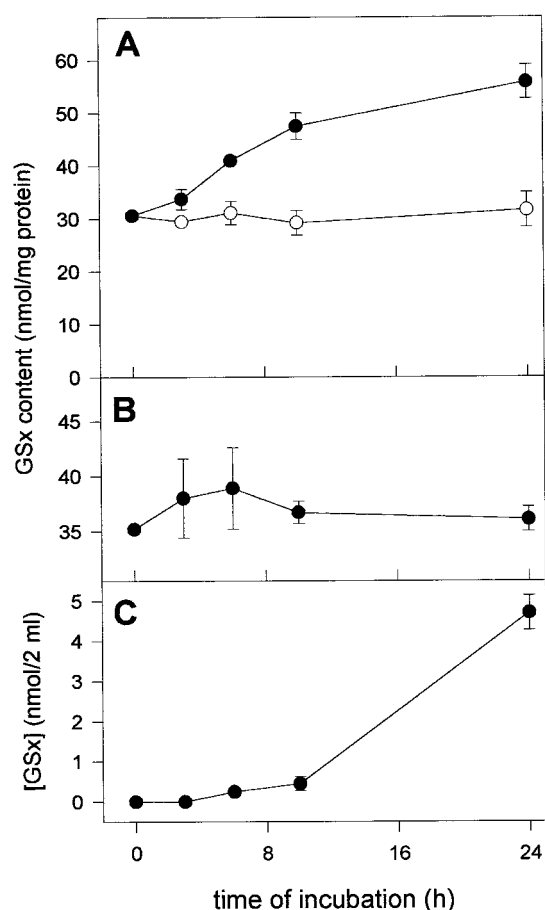 A
60
50
40
30
20
10
0
GSx content (nmol/mg protein)
B
45
40
35
C
5
4
3
2
1
0
[GSx] (nmol/2 ml)
0 8 16 24
time of incubation (h)